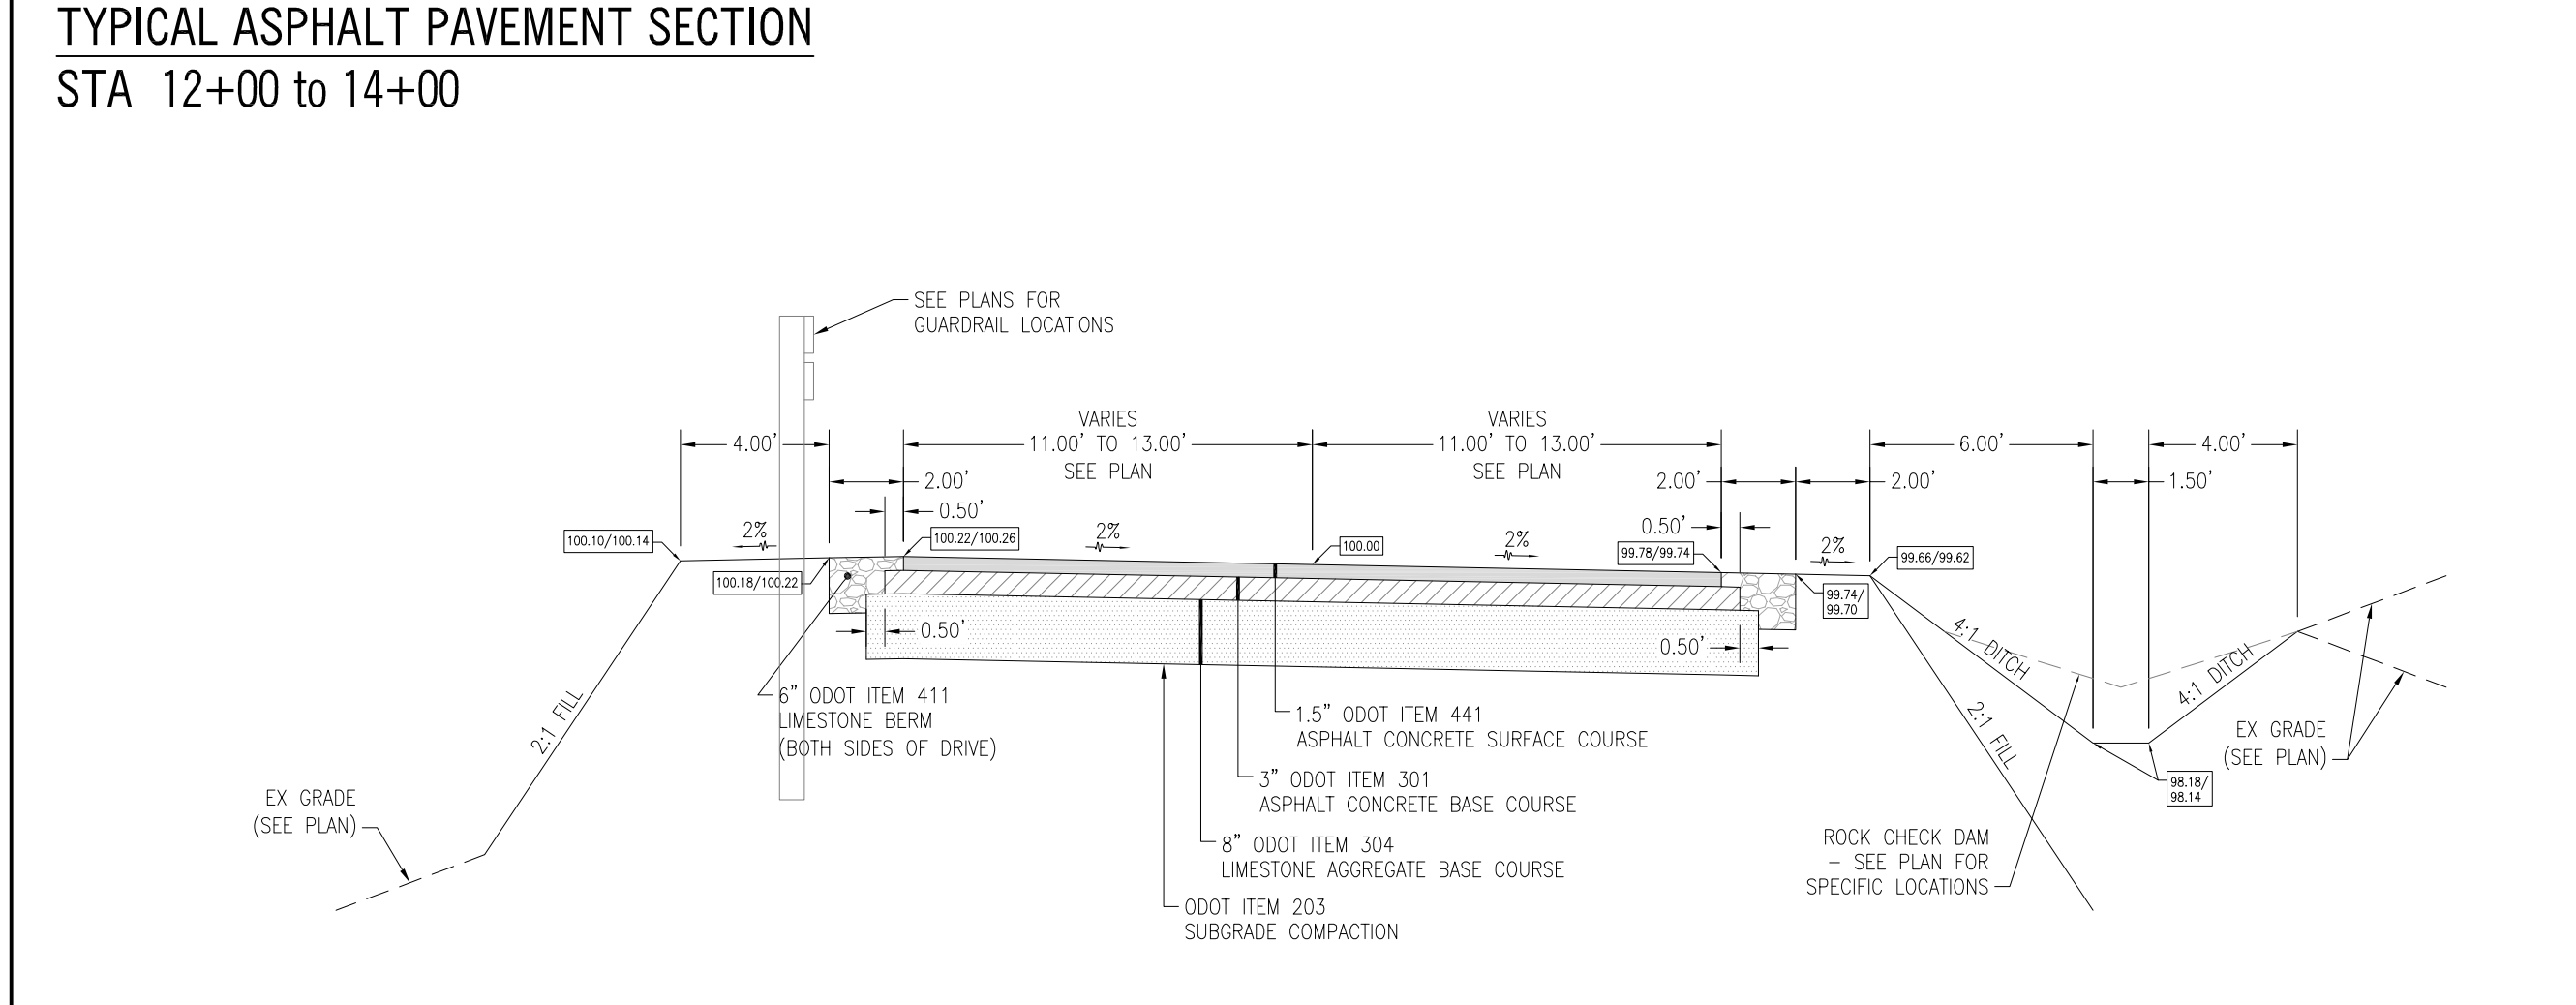 TYPICAL ASPHALT PAVEMENT SECTION
STA 12+00 to 14+00
SEE PLANS FOR
GUARDRAIL LOCATIONS
4.00'
2.00'
0.50'
VARIES
11.00' TO 13.00'
SEE PLAN
VARIES
11.00' TO 13.00'
SEE PLAN
2.00'
0.50'
2.00'
6.00'
1.50'
4.00'
100.10/100.14
2%
100.18/100.22
100.22/100.26
2%
100.00
2%
99.78/99.74
2%
99.74/
99.70
99.66/99.62
0.50'
0.50'
2:1 FILL
EX GRADE
(SEE PLAN)
6" ODOT ITEM 411
LIMESTONE BERM
(BOTH SIDES OF DRIVE)
1.5" ODOT ITEM 441
ASPHALT CONCRETE SURFACE COURSE
3" ODOT ITEM 301
ASPHALT CONCRETE BASE COURSE
8" ODOT ITEM 304
LIMESTONE AGGREGATE BASE COURSE
ODOT ITEM 203
SUBGRADE COMPACTION
4:1 DITCH
2:1 FILL
4:1 DITCH
EX GRADE
(SEE PLAN)
98.18/
98.14
ROCK CHECK DAM
- SEE PLAN FOR
SPECIFIC LOCATIONS